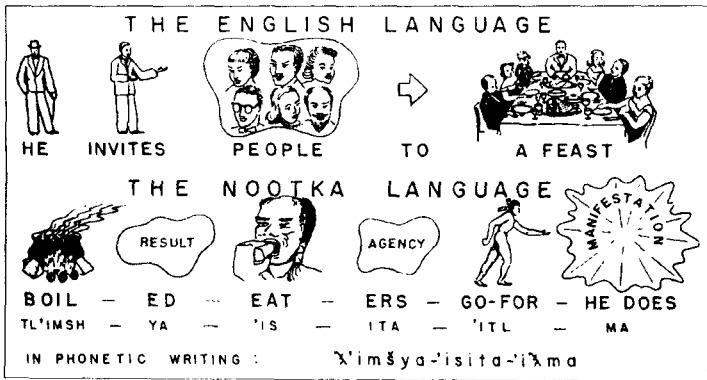 THE ENGLISH LANGUAGE
HE INVITES PEOPLE TO A FEAST
THE NOOTKA LANGUAGE
RESULT AGENCY MANIFESTATION
BOIL – ED – EAT – ERS – GO-FOR – HE DOES
TL'IMSH – YA – 'IS – ITA – 'ITL – MA
IN PHONETIC WRITING : ƛ'imšya-'isita-'iƛma